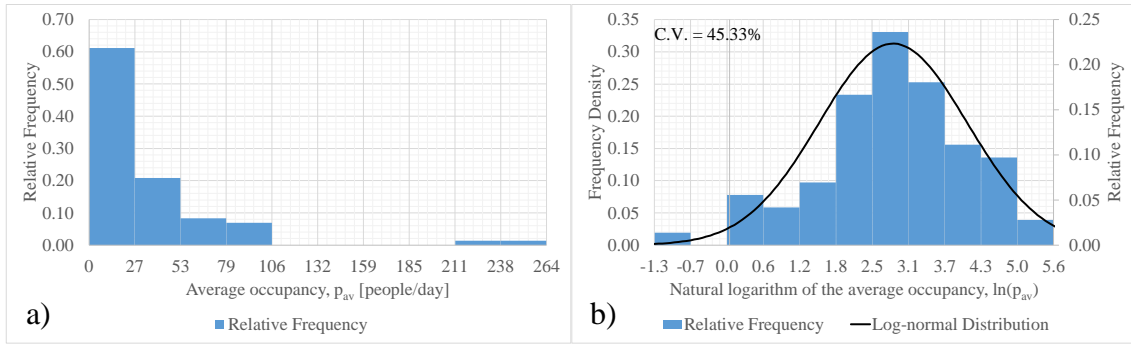 0.70
0.60
0.50
0.40
0.30
0.20
0.10
0.00
Relative Frequency
0 27 53 79 106 132 159 185 211 238 264
Average occupancy, pav [people/day]
Relative Frequency
a)
C.V. = 45.33%
0.35
0.30
0.25
0.20
0.15
0.10
0.05
0.00
Frequency Density
0.25
0.20
0.15
0.10
0.05
0.00
Relative Frequency
-1.3 -0.7 0.0 0.6 1.2 1.8 2.5 3.1 3.7 4.3 5.0 5.6
Natural logarithm of the average occupancy, ln(pav)
Relative Frequency Log-normal Distribution
b)